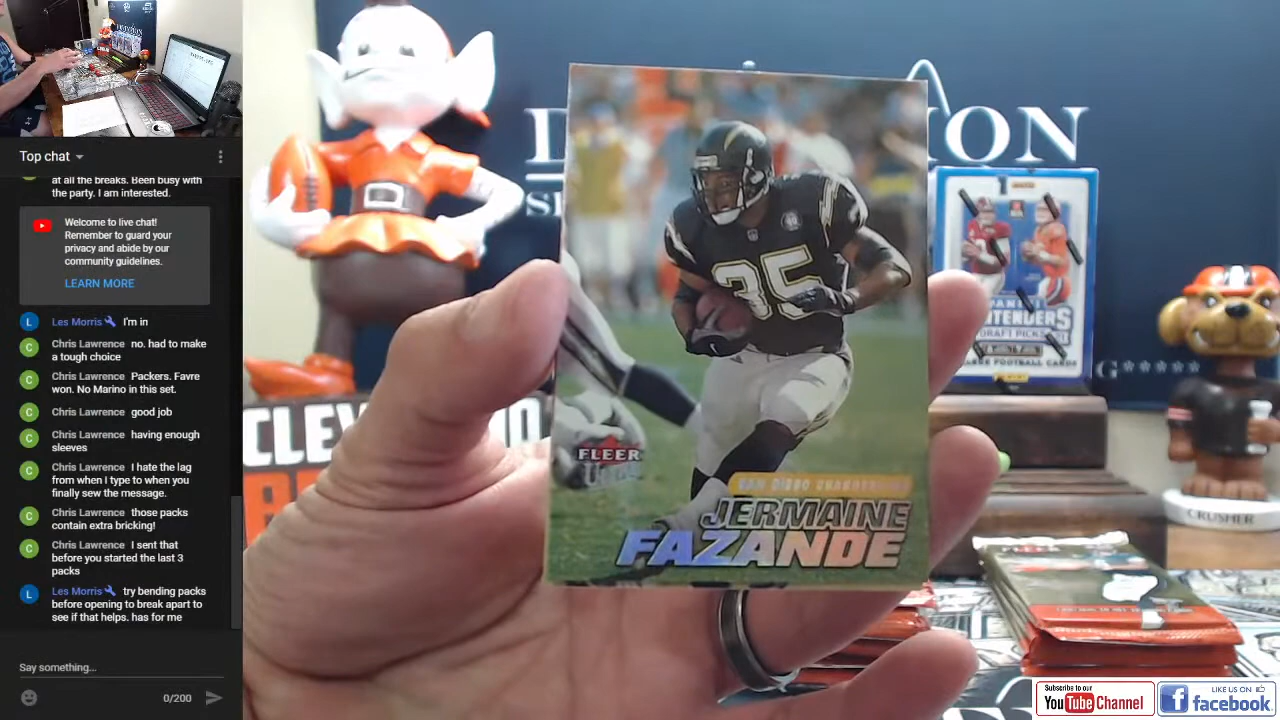 Top chat
at all the breaks. Been busy with
the party. I am interested.
Welcome to live chat!
Remember to guard your
privacy and abide by our
community guidelines.
LEARN MORE
L Les Morris I'm in
C Chris Lawrence no. had to make
a tough choice
C Chris Lawrence Packers. Favre
won. No Marino in this set.
C Chris Lawrence good job
C Chris Lawrence having enough
sleeves
C Chris Lawrence I hate the lag
from when I type to when you
finally sew the message.
C Chris Lawrence those packs
contain extra bricking!
C Chris Lawrence I sent that
before you started the last 3
packs
L Les Morris try bending packs
before opening to break apart to
see if that helps. has for me
Say something...
0/200
35
FLEER
Ultra
SAN DIEGO CHARGERS
JERMAINE
FAZANDE
D
ION
CLEV
PANINI
CONTENDERS
DRAFT PICKS
FOOTBALL CARDS
G*****
CRUSHER
Subscribe to our
YouTube Channel
LIKE US ON
facebook